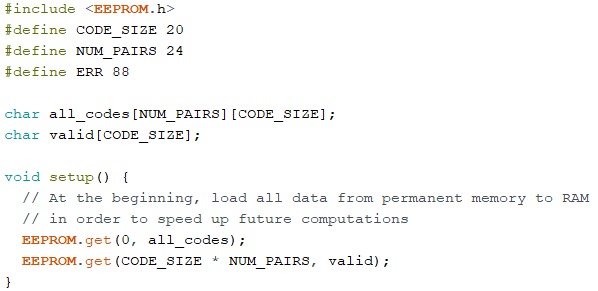 #include <EEPROM.h>
#define CODE_SIZE 20
#define NUM_PAIRS 24
#define ERR 88

char all_codes[NUM_PAIRS][CODE_SIZE];
char valid[CODE_SIZE];

void setup() {
  // At the beginning, load all data from permanent memory to RAM
  // in order to speed up future computations
  EEPROM.get(0, all_codes);
  EEPROM.get(CODE_SIZE * NUM_PAIRS, valid);
}